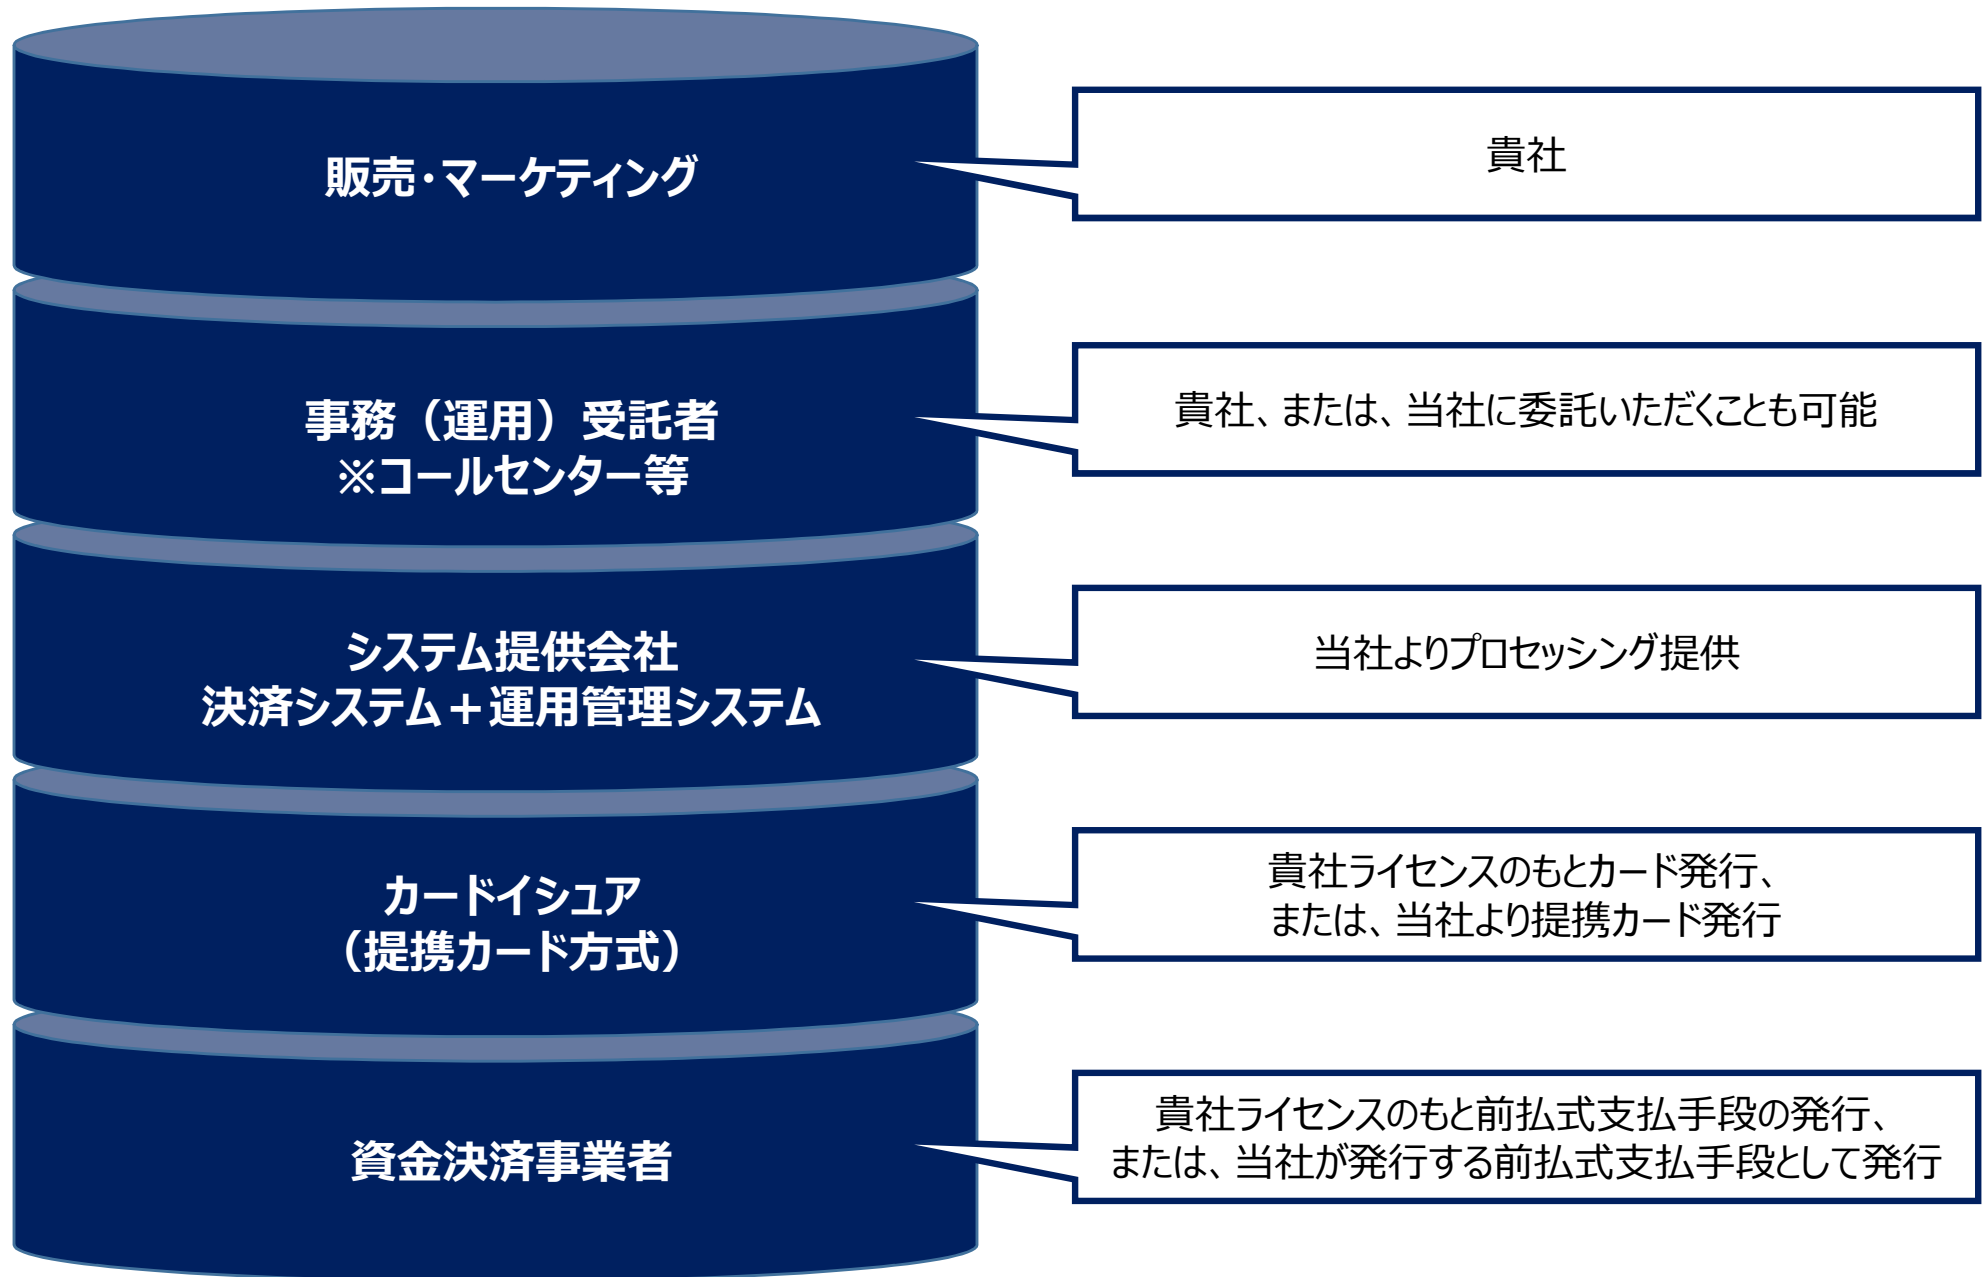 販売・マーケティング
貴社
事務（運用）受託者
※コールセンター等
貴社、または、当社に委託いただくことも可能
システム提供会社
決済システム＋運用管理システム
当社よりプロセッシング提供
カードイシュア
（提携カード方式）
貴社ライセンスのもとカード発行、
または、当社より提携カード発行
資金決済事業者
貴社ライセンスのもと前払式支払手段の発行、
または、当社が発行する前払式支払手段として発行